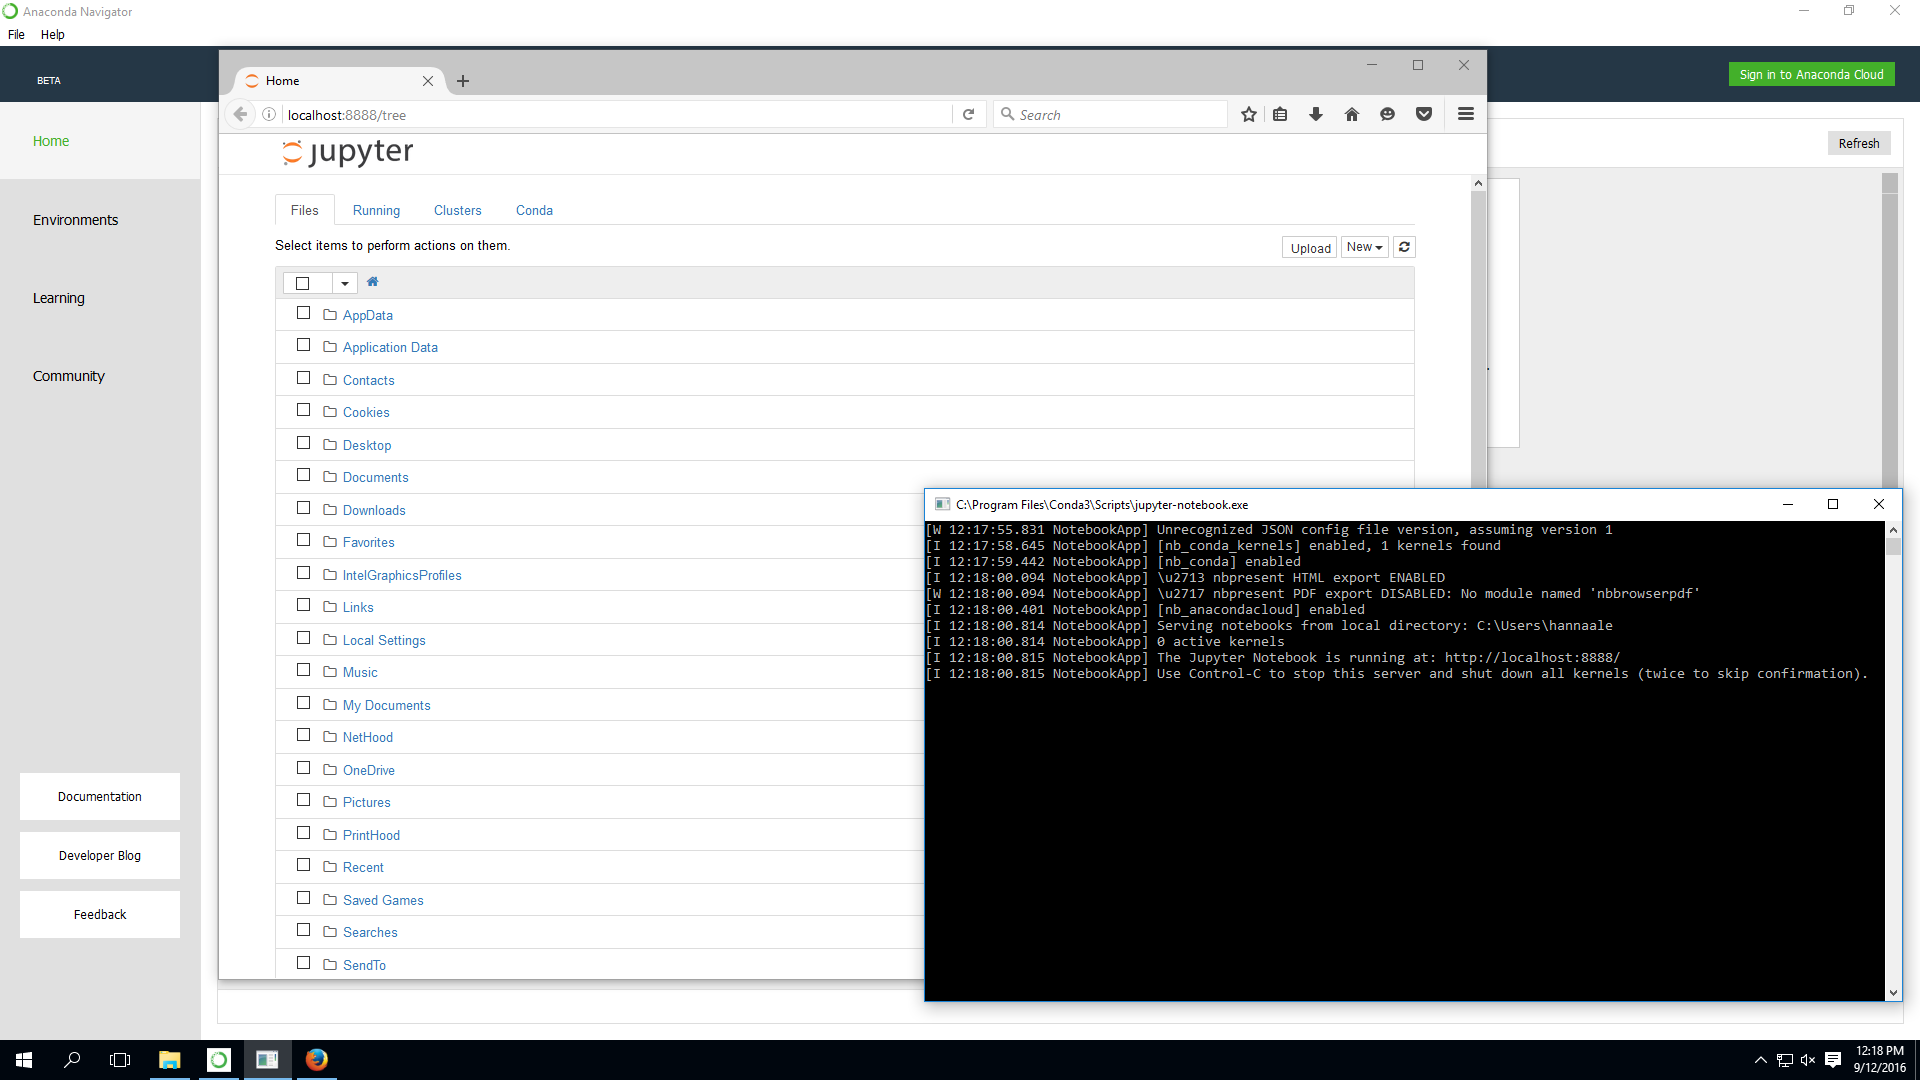 Anaconda Navigator
File Help
BETA
Sign in to Anaconda Cloud
Home
Environments
Learning
Community
Documentation
Developer Blog
Feedback
Refresh
Home
localhost:8888/tree
Search
jupyter
Files Running Clusters Conda
Select items to perform actions on them.
Upload New
AppData
Application Data
Contacts
Cookies
Desktop
Documents
Downloads
Favorites
IntelGraphicsProfiles
Links
Local Settings
Music
My Documents
NetHood
OneDrive
Pictures
PrintHood
Recent
Saved Games
Searches
SendTo
C:\Program Files\Conda3\Scripts\jupyter-notebook.exe
[W 12:17:55.831 NotebookApp] Unrecognized JSON config file version, assuming version 1
[I 12:17:58.645 NotebookApp] [nb_conda_kernels] enabled, 1 kernels found
[I 12:17:59.442 NotebookApp] [nb_conda] enabled
[I 12:18:00.094 NotebookApp] \u2713 nbpresent HTML export ENABLED
[W 12:18:00.094 NotebookApp] \u2717 nbpresent PDF export DISABLED: No module named 'nbbrowserpdf'
[I 12:18:00.401 NotebookApp] [nb_anacondacloud] enabled
[I 12:18:00.814 NotebookApp] Serving notebooks from local directory: C:\Users\hannaale
[I 12:18:00.814 NotebookApp] 0 active kernels
[I 12:18:00.815 NotebookApp] The Jupyter Notebook is running at: http://localhost:8888/
[I 12:18:00.815 NotebookApp] Use Control-C to stop this server and shut down all kernels (twice to skip confirmation).
12:18 PM
9/12/2016